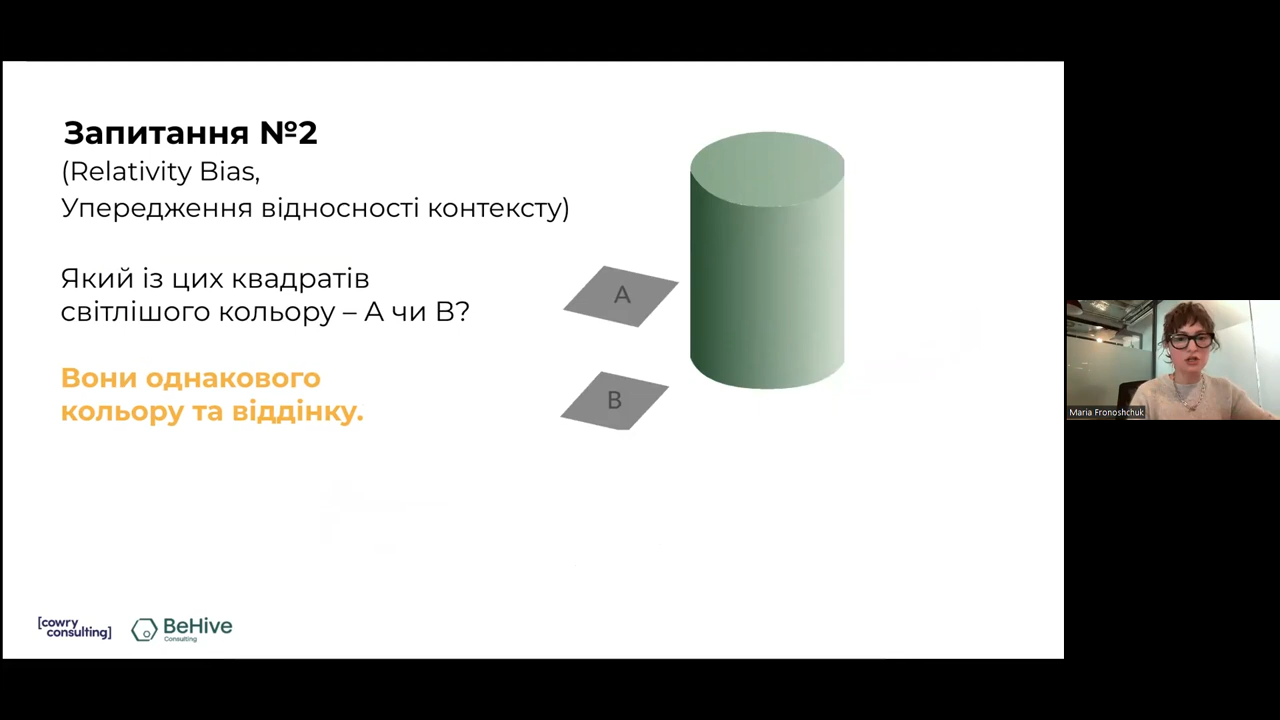 Запитання №2
(Relativity Bias,
Упередження відносності контексту)
Який із цих квадратів
світлішого кольору – А чи В?
Вони однакового
кольору та віддінку.
A
B
[cowry
consulting]
BeHive
Consulting
Maria Fronoshchuk